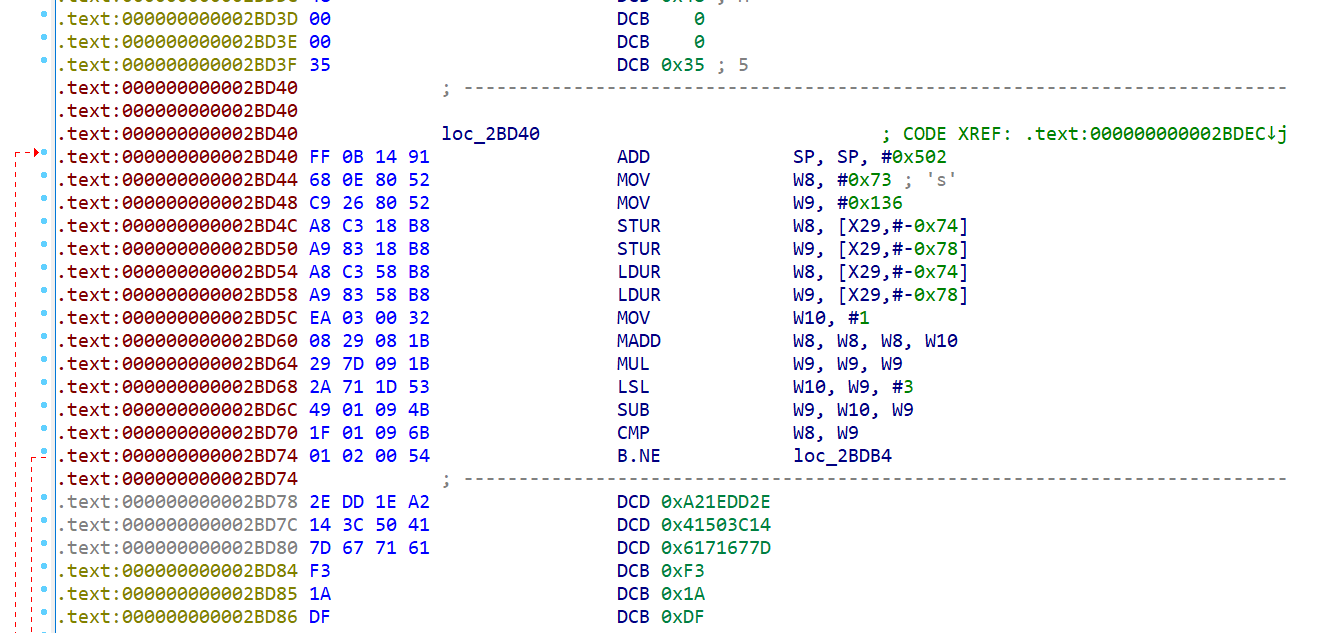 .text:000000000002BD3D 00 DCB 0
.text:000000000002BD3E 00 DCB 0
.text:000000000002BD3F 35 DCB 0x35 ; 5
.text:000000000002BD40 ; ---------------------------------------------------------------------------
.text:000000000002BD40
.text:000000000002BD40 loc_2BD40 ; CODE XREF: .text:000000000002BDEC↓j
.text:000000000002BD40 FF 0B 14 91 ADD SP, SP, #0x502
.text:000000000002BD44 68 0E 80 52 MOV W8, #0x73 ; 's'
.text:000000000002BD48 C9 26 80 52 MOV W9, #0x136
.text:000000000002BD4C A8 C3 18 B8 STUR W8, [X29,#-0x74]
.text:000000000002BD50 A9 83 18 B8 STUR W9, [X29,#-0x78]
.text:000000000002BD54 A8 C3 58 B8 LDUR W8, [X29,#-0x74]
.text:000000000002BD58 A9 83 58 B8 LDUR W9, [X29,#-0x78]
.text:000000000002BD5C EA 03 00 32 MOV W10, #1
.text:000000000002BD60 08 29 08 1B MADD W8, W8, W8, W10
.text:000000000002BD64 29 7D 09 1B MUL W9, W9, W9
.text:000000000002BD68 2A 71 1D 53 LSL W10, W9, #3
.text:000000000002BD6C 49 01 09 4B SUB W9, W10, W9
.text:000000000002BD70 1F 01 09 6B CMP W8, W9
.text:000000000002BD74 01 02 00 54 B.NE loc_2BDB4
.text:000000000002BD74 ; ---------------------------------------------------------------------------
.text:000000000002BD78 2E DD 1E A2 DCD 0xA21EDD2E
.text:000000000002BD7C 14 3C 50 41 DCD 0x41503C14
.text:000000000002BD80 7D 67 71 61 DCD 0x6171677D
.text:000000000002BD84 F3 DCB 0xF3
.text:000000000002BD85 1A DCB 0x1A
.text:000000000002BD86 DF DCB 0xDF